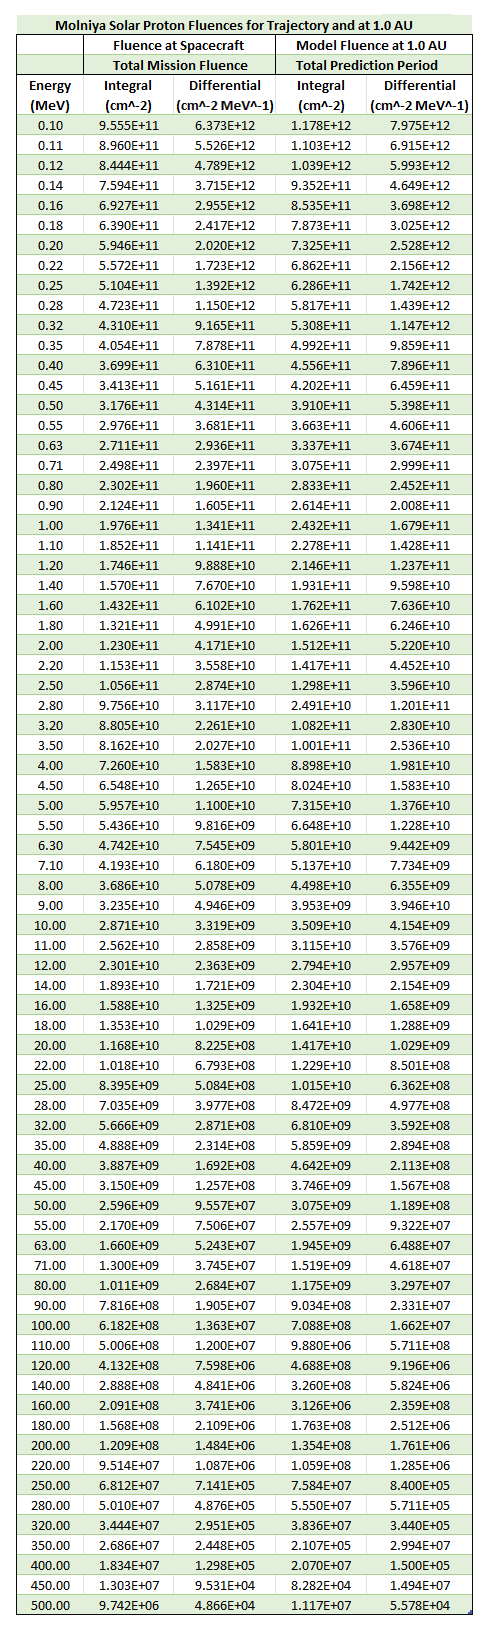 Molniya Solar Proton Fluences for Trajectory and at 1.0 AU
Fluence at Spacecraft Model Fluence at 1.0 AU
Total Mission Fluence Total Prediction Period
Energy Integral Differential Integral Differential
(MeV) (cm^-2) (cm^-2 MeV^-1) (cm^-2) (cm^-2 MeV^-1)
0.10 9.555E+11 6.373E+12 1.178E+12 7.975E+12
0.11 8.960E+11 5.526E+12 1.103E+12 6.915E+12
0.12 8.444E+11 4.789E+12 1.039E+12 5.993E+12
0.14 7.594E+11 3.715E+12 9.352E+11 4.649E+12
0.16 6.927E+11 2.955E+12 8.535E+11 3.698E+12
0.18 6.390E+11 2.417E+12 7.873E+11 3.025E+12
0.20 5.946E+11 2.020E+12 7.325E+11 2.528E+12
0.22 5.572E+11 1.723E+12 6.862E+11 2.156E+12
0.25 5.104E+11 1.392E+12 6.286E+11 1.742E+12
0.28 4.723E+11 1.150E+12 5.817E+11 1.439E+12
0.32 4.310E+11 9.165E+11 5.308E+11 1.147E+12
0.35 4.054E+11 7.878E+11 4.992E+11 9.859E+11
0.40 3.699E+11 6.310E+11 4.556E+11 7.896E+11
0.45 3.413E+11 5.161E+11 4.202E+11 6.459E+11
0.50 3.176E+11 4.314E+11 3.910E+11 5.398E+11
0.55 2.976E+11 3.681E+11 3.663E+11 4.606E+11
0.63 2.711E+11 2.936E+11 3.337E+11 3.674E+11
0.71 2.498E+11 2.397E+11 3.075E+11 2.999E+11
0.80 2.302E+11 1.960E+11 2.833E+11 2.452E+11
0.90 2.124E+11 1.605E+11 2.614E+11 2.008E+11
1.00 1.976E+11 1.341E+11 2.432E+11 1.679E+11
1.10 1.852E+11 1.141E+11 2.278E+11 1.428E+11
1.20 1.746E+11 9.888E+10 2.146E+11 1.237E+11
1.40 1.570E+11 7.670E+10 1.931E+11 9.598E+10
1.60 1.432E+11 6.102E+10 1.762E+11 7.636E+10
1.80 1.321E+11 4.991E+10 1.626E+11 6.246E+10
2.00 1.230E+11 4.171E+10 1.512E+11 5.220E+10
2.20 1.153E+11 3.558E+10 1.417E+11 4.452E+10
2.50 1.056E+11 2.874E+10 1.298E+11 3.596E+10
2.80 9.756E+10 3.117E+10 2.491E+10 1.201E+11
3.20 8.805E+10 2.261E+10 1.082E+11 2.830E+10
3.50 8.162E+10 2.027E+10 1.001E+11 2.536E+10
4.00 7.260E+10 1.583E+10 8.898E+10 1.981E+10
4.50 6.548E+10 1.265E+10 8.024E+10 1.583E+10
5.00 5.957E+10 1.100E+10 7.315E+10 1.376E+10
5.50 5.436E+10 9.816E+09 6.648E+10 1.228E+10
6.30 4.742E+10 7.545E+09 5.801E+10 9.442E+09
7.10 4.193E+10 6.180E+09 5.137E+10 7.734E+09
8.00 3.686E+10 5.078E+09 4.498E+10 6.355E+09
9.00 3.235E+10 4.946E+09 3.953E+09 3.946E+10
10.00 2.871E+10 3.319E+09 3.509E+10 4.154E+09
11.00 2.562E+10 2.858E+09 3.115E+10 3.576E+09
12.00 2.301E+10 2.363E+09 2.794E+10 2.957E+09
14.00 1.893E+10 1.721E+09 2.304E+10 2.154E+09
16.00 1.588E+10 1.325E+09 1.932E+10 1.658E+09
18.00 1.353E+10 1.029E+09 1.641E+10 1.288E+09
20.00 1.168E+10 8.225E+08 1.417E+10 1.029E+09
22.00 1.018E+10 6.793E+08 1.229E+10 8.501E+08
25.00 8.395E+09 5.084E+08 1.015E+10 6.362E+08
28.00 7.035E+09 3.977E+08 8.472E+09 4.977E+08
32.00 5.666E+09 2.871E+08 6.810E+09 3.592E+08
35.00 4.888E+09 2.314E+08 5.859E+09 2.894E+08
40.00 3.887E+09 1.692E+08 4.642E+09 2.113E+08
45.00 3.150E+09 1.257E+08 3.746E+09 1.567E+08
50.00 2.596E+09 9.557E+07 3.075E+09 1.189E+08
55.00 2.170E+09 7.506E+07 2.557E+09 9.322E+07
63.00 1.660E+09 5.243E+07 1.945E+09 6.488E+07
71.00 1.300E+09 3.745E+07 1.519E+09 4.618E+07
80.00 1.011E+09 2.684E+07 1.175E+09 3.297E+07
90.00 7.816E+08 1.905E+07 9.034E+08 2.331E+07
100.00 6.182E+08 1.363E+07 7.088E+08 1.662E+07
110.00 5.006E+08 1.200E+07 9.880E+06 5.711E+08
120.00 4.132E+08 7.598E+06 4.688E+08 9.196E+06
140.00 2.888E+08 4.841E+06 3.260E+08 5.824E+06
160.00 2.091E+08 3.741E+06 3.126E+06 2.359E+08
180.00 1.568E+08 2.109E+06 1.763E+08 2.512E+06
200.00 1.209E+08 1.484E+06 1.354E+08 1.761E+06
220.00 9.514E+07 1.087E+06 1.059E+08 1.285E+06
250.00 6.812E+07 7.141E+05 7.584E+07 8.400E+05
280.00 5.010E+07 4.876E+05 5.550E+07 5.711E+05
320.00 3.444E+07 2.951E+05 3.836E+07 3.440E+05
350.00 2.686E+07 2.448E+05 2.107E+05 2.994E+07
400.00 1.834E+07 1.298E+05 2.070E+07 1.500E+05
450.00 1.303E+07 9.531E+04 8.282E+04 1.494E+07
500.00 9.742E+06 4.866E+04 1.117E+07 5.578E+04